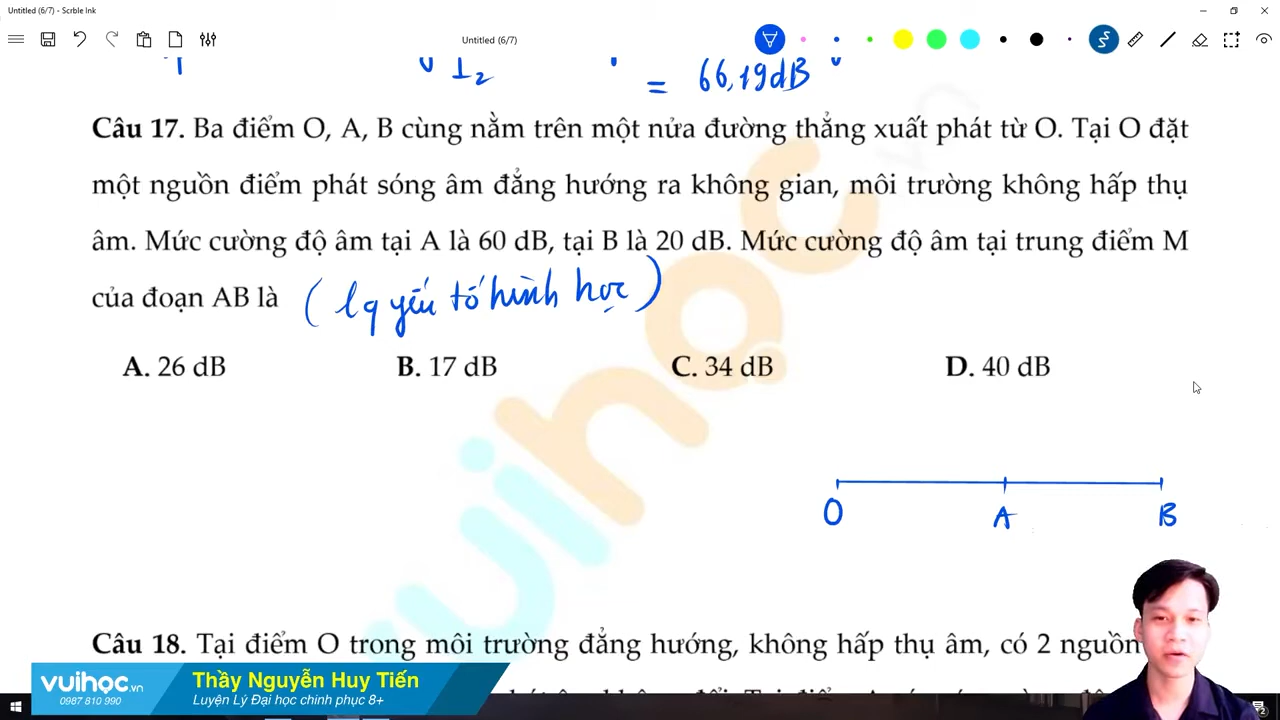 Untitled (6/7) - Scrble Ink
Untitled (6/7)
I₂
= 66,19dB
Câu 17. Ba điểm O, A, B cùng nằm trên một nửa đường thẳng xuất phát từ O. Tại O đặt
một nguồn điểm phát sóng âm đẳng hướng ra không gian, môi trường không hấp thụ
âm. Mức cường độ âm tại A là 60 dB, tại B là 20 dB. Mức cường độ âm tại trung điểm M
của đoạn AB là (lq yếu tố hình học)
A. 26 dB B. 17 dB C. 34 dB D. 40 dB
O A B
Câu 18. Tại điểm O trong môi trường đẳng hướng, không hấp thụ âm, có 2 nguồn
vuihọc.vn
0987 810 990
Thầy Nguyễn Huy Tiến
Luyện Lý Đại học chinh phục 8+